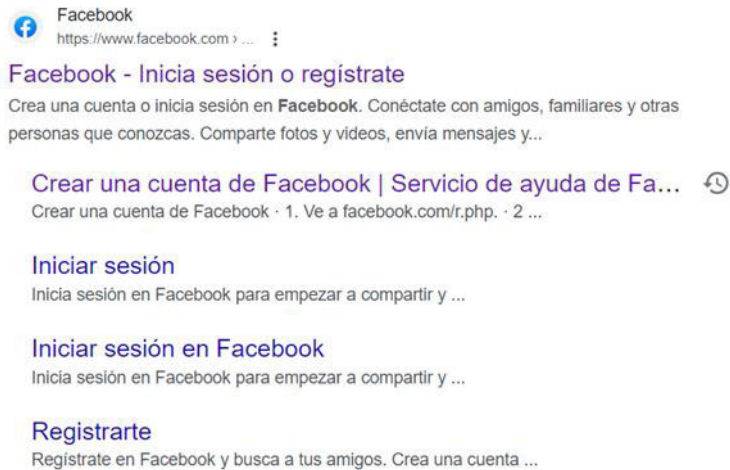 Facebook
https://www.facebook.com › ...
Facebook - Inicia sesión o regístrate
Crea una cuenta o inicia sesión en Facebook. Conéctate con amigos, familiares y otras
personas que conozcas. Comparte fotos y videos, envía mensajes y...
Crear una cuenta de Facebook | Servicio de ayuda de Fa...
Crear una cuenta de Facebook · 1. Ve a facebook.com/r.php. · 2 ...
Iniciar sesión
Inicia sesión en Facebook para empezar a compartir y ...
Iniciar sesión en Facebook
Inicia sesión en Facebook para empezar a compartir y ...
Registrarte
Regístrate en Facebook y busca a tus amigos. Crea una cuenta ...